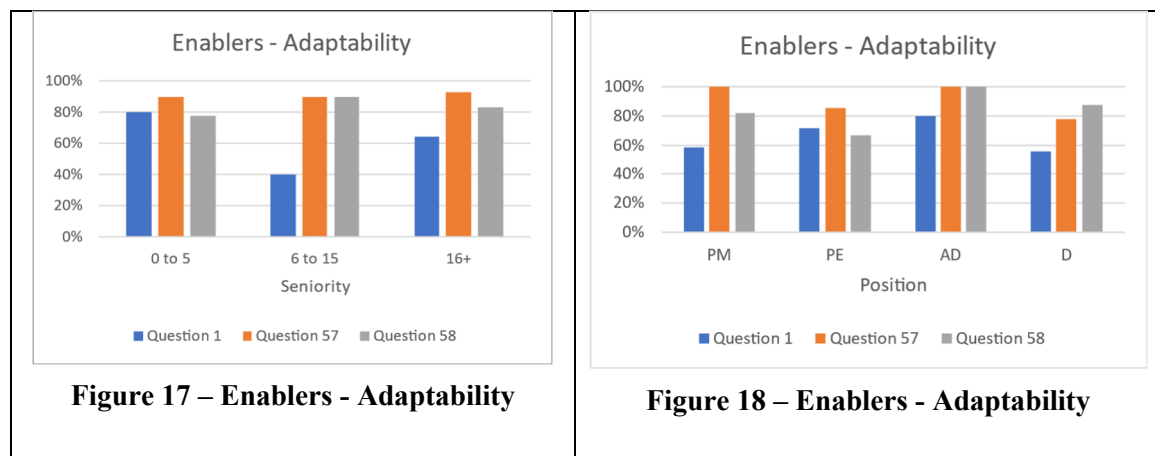 Enablers - Adaptability
100%
80%
60%
40%
20%
0%
0 to 5 6 to 15 16+
Seniority
Question 1 Question 57 Question 58
Figure 17 – Enablers - Adaptability
Enablers - Adaptability
100%
80%
60%
40%
20%
0%
PM PE AD D
Position
Question 1 Question 57 Question 58
Figure 18 – Enablers - Adaptability